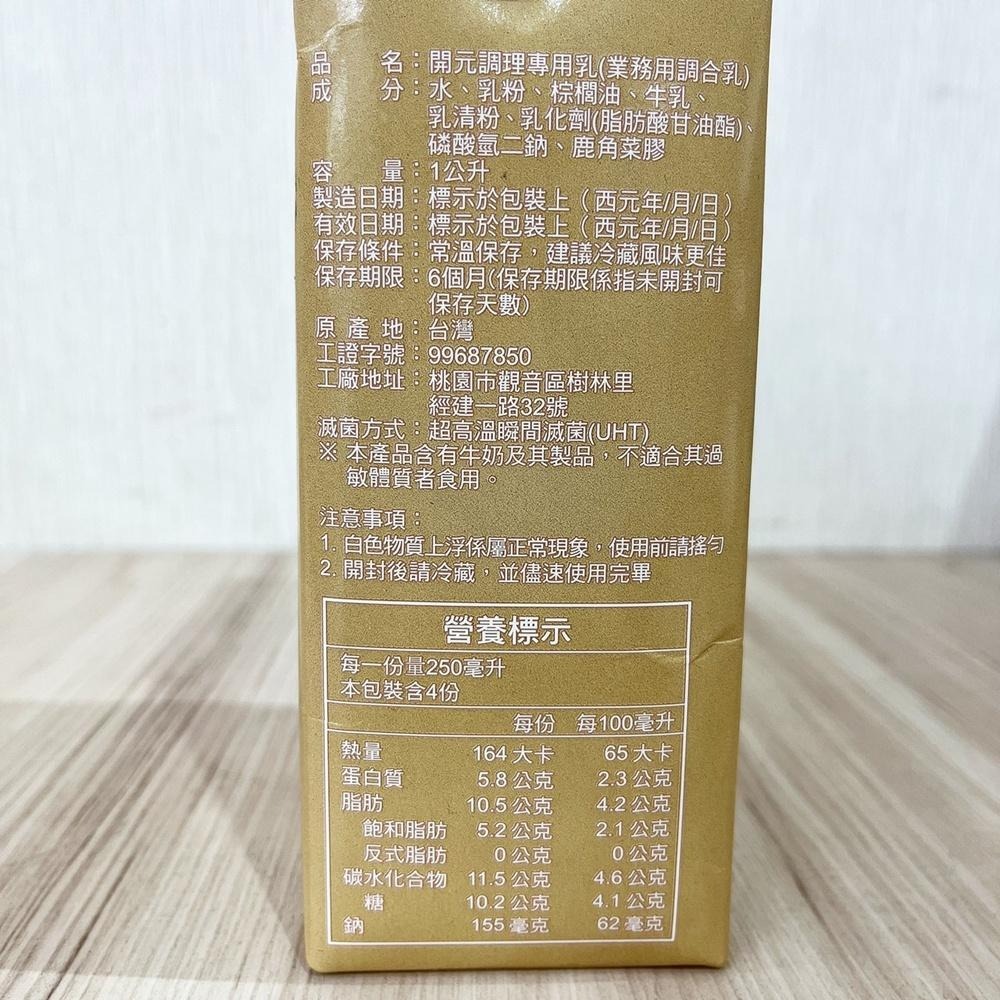 品名：開元調理專用乳(業務用調合乳)
成分：水、乳粉、棕櫚油、牛乳、
乳清粉、乳化劑(脂肪酸甘油酯)、
磷酸氫二鈉、鹿角菜膠
容量：1公升
製造日期：標示於包裝上（西元年/月/日）
有效日期：標示於包裝上（西元年/月/日）
保存條件：常溫保存，建議冷藏風味更佳
保存期限：6個月(保存期限係指未開封可
保存天數)
原產地：台灣
工證字號：99687850
工廠地址：桃園市觀音區樹林里
經建一路32號
滅菌方式：超高溫瞬間滅菌(UHT)
※ 本產品含有牛奶及其製品，不適合其過
敏體質者食用。
注意事項：
1. 白色物質上浮係屬正常現象，使用前請搖勻
2. 開封後請冷藏，並儘速使用完畢
營養標示
每一份量250毫升
本包裝含4份
每份 每100毫升
熱量 164 大卡 65 大卡
蛋白質 5.8 公克 2.3 公克
脂肪 10.5 公克 4.2 公克
飽和脂肪 5.2 公克 2.1 公克
反式脂肪 0 公克 0 公克
碳水化合物 11.5 公克 4.6 公克
糖 10.2 公克 4.1 公克
鈉 155 毫克 62 毫克